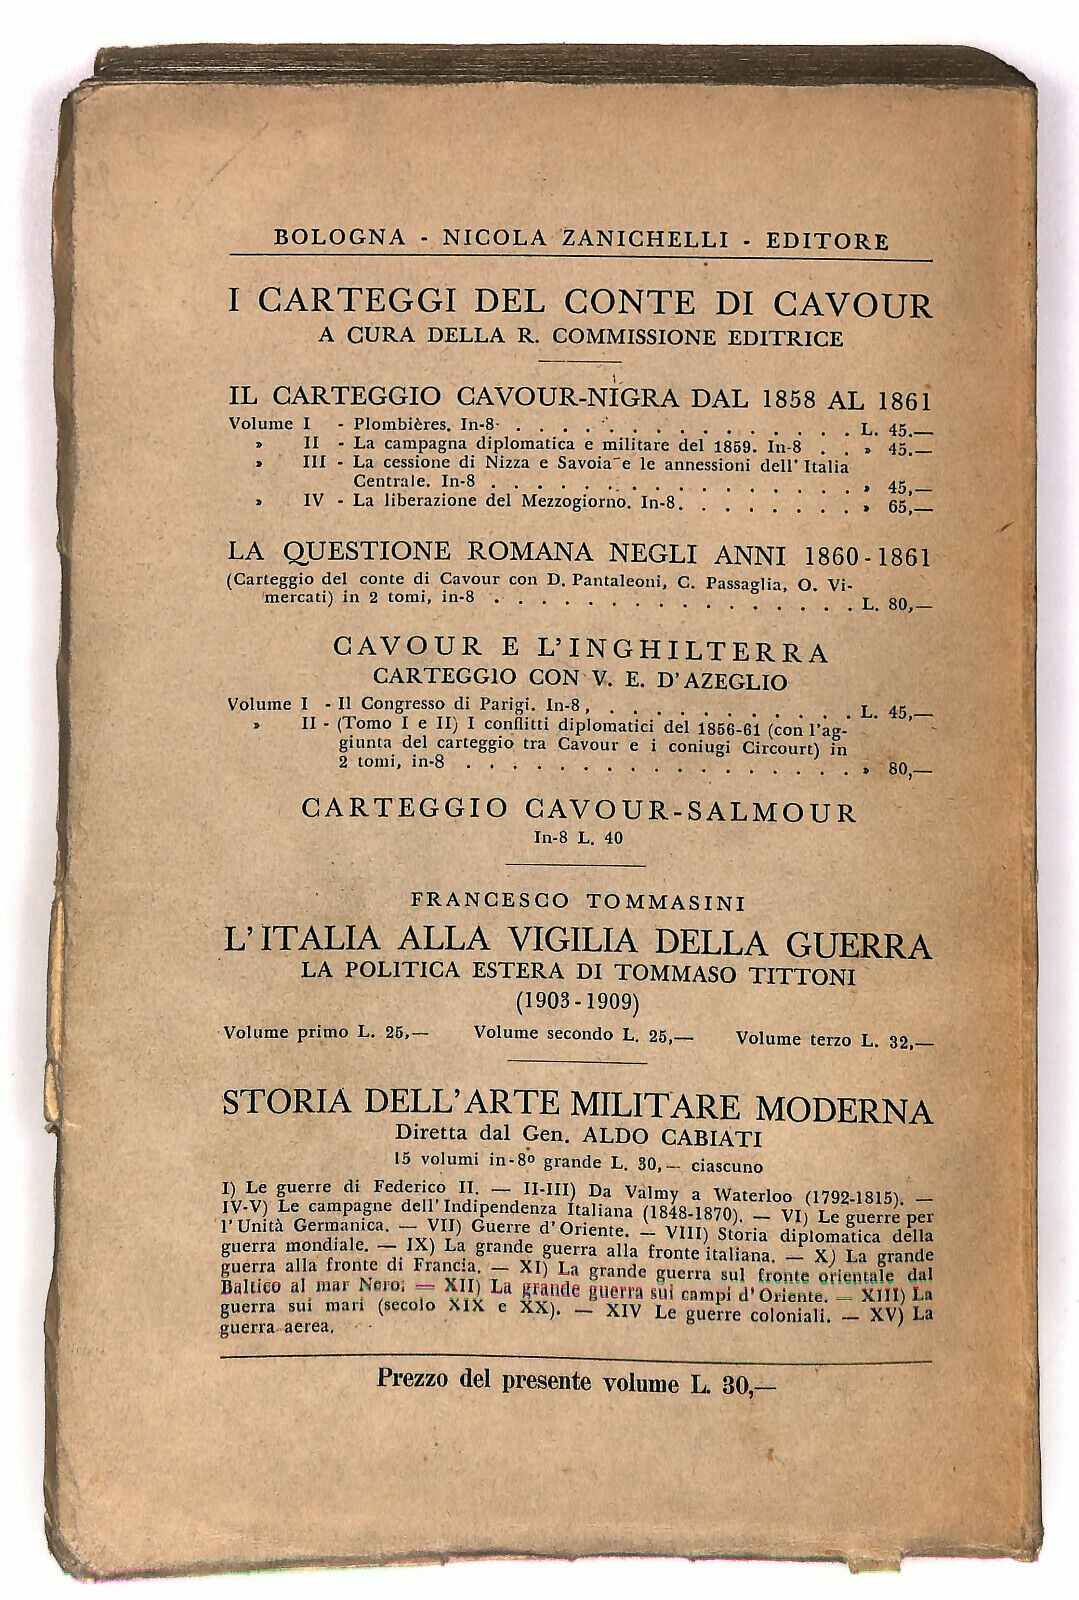 BOLOGNA - NICOLA ZANICHELLI - EDITORE
I CARTEGGI DEL CONTE DI CAVOUR
A CURA DELLA R. COMMISSIONE EDITRICE
IL CARTEGGIO CAVOUR-NIGRA DAL 1858 AL 1861
Volume I - Plombières. In-8 . . . . . . . . . . . . . . . L. 45.—
» II - La campagna diplomatica e militare del 1859. In-8 . . » 45.—
» III - La cessione di Nizza e Savoia e le annessioni dell'Italia
Centrale. In-8 . . . . . . . . . . . . . . . . » 45,—
» IV - La liberazione del Mezzogiorno. In-8. . . . . . . . . » 65,—
LA QUESTIONE ROMANA NEGLI ANNI 1860-1861
(Carteggio del conte di Cavour con D. Pantaleoni, C. Passaglia, O. Vi-
mercati) in 2 tomi, in-8 . . . . . . . . . . . . . . . . L. 80,—
CAVOUR E L'INGHILTERRA
CARTEGGIO CON V. E. D'AZEGLIO
Volume I - Il Congresso di Parigi. In-8, . . . . . . . . . . . . L. 45,—
» II - (Tomo I e II) I conflitti diplomatici del 1856-61 (con l'ag-
giunta del carteggio tra Cavour e i coniugi Circourt) in
2 tomi, in-8 . . . . . . . . . . . . . . . . . » 80,—
CARTEGGIO CAVOUR-SALMOUR
In-8 L. 40
FRANCESCO TOMMASINI
L'ITALIA ALLA VIGILIA DELLA GUERRA
LA POLITICA ESTERA DI TOMMASO TITTONI
(1903-1909)
Volume primo L. 25,— Volume secondo L. 25,— Volume terzo L. 32,—
STORIA DELL'ARTE MILITARE MODERNA
Diretta dal Gen. ALDO CABIATI
15 volumi in-8º grande L. 30,— ciascuno
I) Le guerre di Federico II. — II-III) Da Valmy a Waterloo (1792-1815). —
IV-V) Le campagne dell'Indipendenza Italiana (1848-1870). — VI) Le guerre per
l'Unità Germanica. — VII) Guerre d'Oriente. — VIII) Storia diplomatica della
guerra mondiale. — IX) La grande guerra alla fronte italiana. — X) La grande
guerra alla fronte di Francia. — XI) La grande guerra sul fronte orientale dal
Baltico al mar Nero. — XII) La grande guerra sui campi d'Oriente. — XIII) La
guerra sui mari (secolo XIX e XX). — XIV Le guerre coloniali. — XV) La
guerra aerea.
Prezzo del presente volume L. 30,—